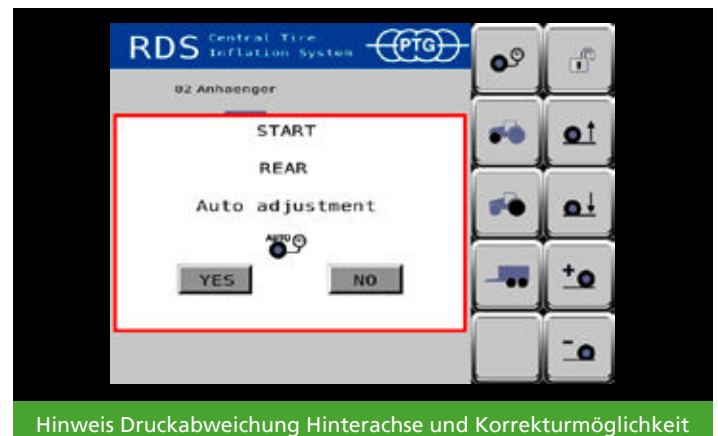 RDS Central Tire
Inflation System
PTG
02 Anhaenger
START
REAR
Auto adjustment
AUTO
YES NO
+
-
Hinweis Druckabweichung Hinterachse und Korrekturmöglichkeit